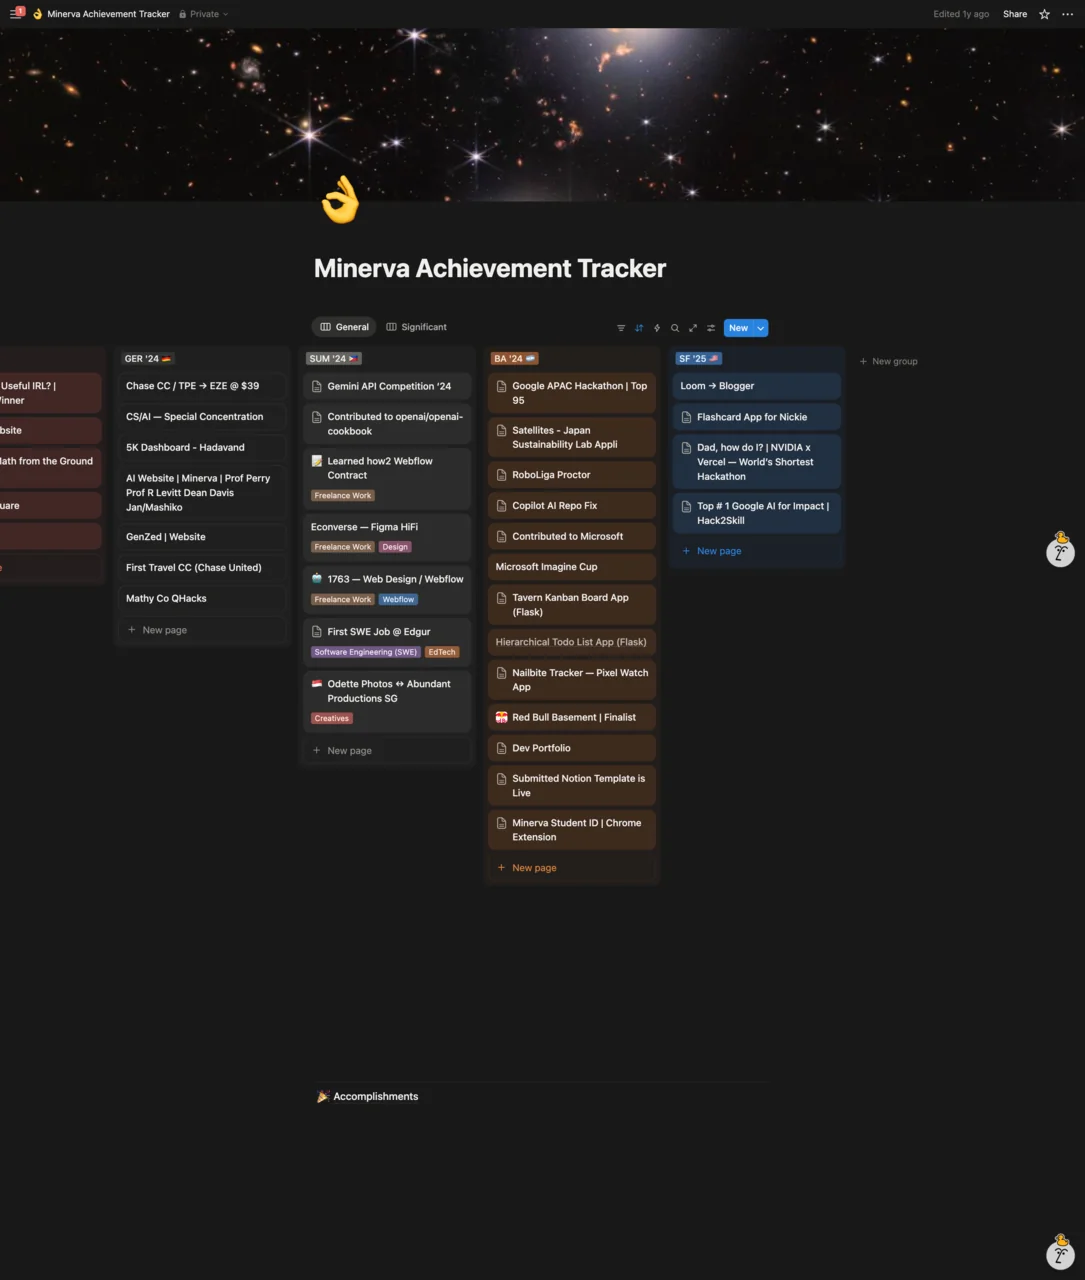 1
Minerva Achievement Tracker
Private
Edited 1y ago
Share
Minerva Achievement Tracker
General
Significant
New
Useful IRL? |
inner
bsite
ath from the Ground
uare
GER '24
Chase CC / TPE → EZE @ $39
CS/AI — Special Concentration
5K Dashboard - Hadavand
AI Website | Minerva | Prof Perry
Prof R Levitt Dean Davis
Jan/Mashiko
GenZed | Website
First Travel CC (Chase United)
Mathy Co QHacks
+ New page
SUM '24
Gemini API Competition '24
Contributed to openai/openai-
cookbook
Learned how2 Webflow
Contract
Freelance Work
Econverse — Figma HiFi
Freelance Work Design
1763 — Web Design / Webflow
Freelance Work Webflow
First SWE Job @ Edgur
Software Engineering (SWE) EdTech
Odette Photos ↔ Abundant
Productions SG
Creatives
+ New page
BA '24
Google APAC Hackathon | Top
95
Satellites - Japan
Sustainability Lab Appli
RoboLiga Proctor
Copilot AI Repo Fix
Contributed to Microsoft
Microsoft Imagine Cup
Tavern Kanban Board App
(Flask)
Hierarchical Todo List App (Flask)
Nailbite Tracker — Pixel Watch
App
Red Bull Basement | Finalist
Dev Portfolio
Submitted Notion Template is
Live
Minerva Student ID | Chrome
Extension
+ New page
SF '25
Loom → Blogger
Flashcard App for Nickie
Dad, how do I? | NVIDIA x
Vercel — World's Shortest
Hackathon
Top # 1 Google AI for Impact |
Hack2Skill
+ New page
+ New group
Accomplishments